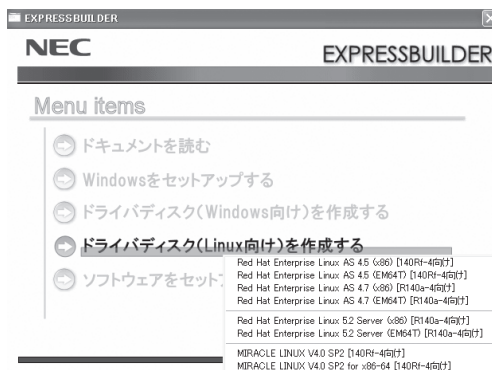 EXPRESSBUILDER
NEC
EXPRESSBUILDER
Menu items
ドキュメントを読む
Windowsをセットアップする
ドライバディスク(Windows向け)を作成する
ドライバディスク(Linux向け)を作成する
ソフトウェアをセット
Red Hat Enterprise Linux AS 4.5 (x86) [140Rf-4向け]
Red Hat Enterprise Linux AS 4.5 (EM64T) [140Rf-4向け]
Red Hat Enterprise Linux AS 4.7 (x86) [R140a-4向け]
Red Hat Enterprise Linux AS 4.7 (EM64T) [R140a-4向け]
Red Hat Enterprise Linux 5.2 Server (x86) [R140a-4向け]
Red Hat Enterprise Linux 5.2 Server (EM64T) [R140a-4向け]
MIRACLE LINUX V4.0 SP2 [140Rf-4向け]
MIRACLE LINUX V4.0 SP2 for x86-64 [140Rf-4向け]